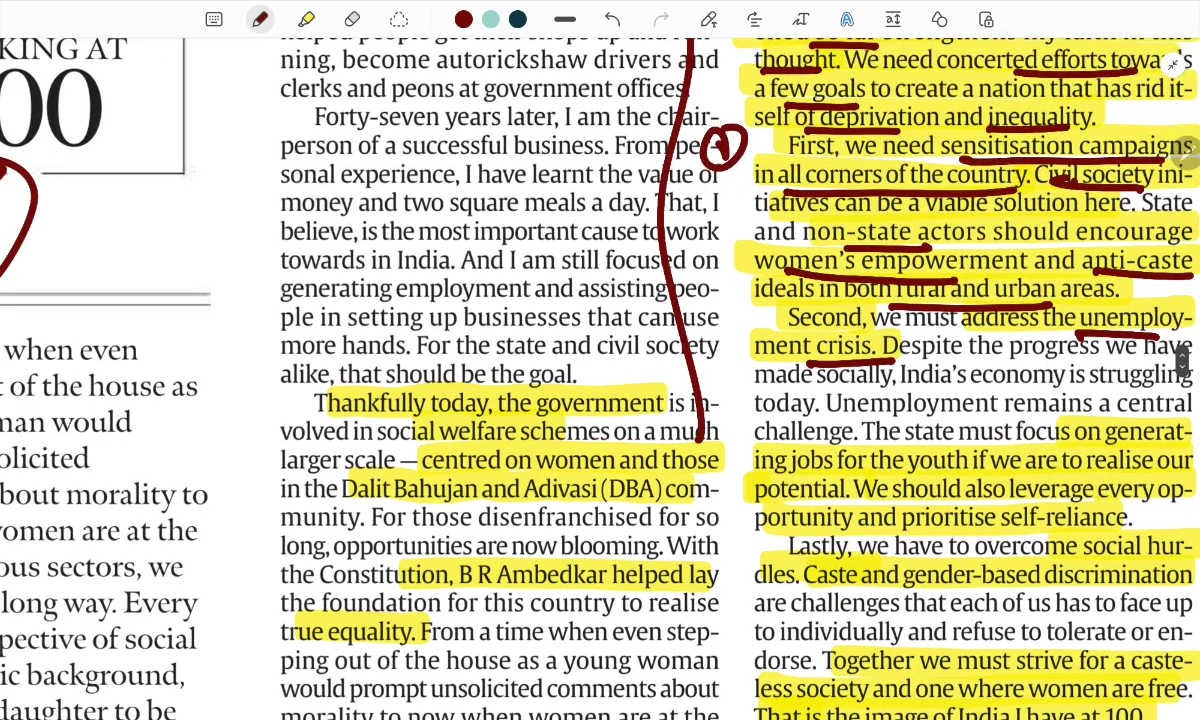 KING AT
00
when even
t of the house as
man would
olicited
bout morality to
women are at the
ous sectors, we
long way. Every
pective of social
ic background,
daughter to be
ning, become autorickshaw drivers and
clerks and peons at government offices.
Forty-seven years later, I am the chair-
person of a successful business. From per-
sonal experience, I have learnt the value of
money and two square meals a day. That, I
believe, is the most important cause to work
towards in India. And I am still focused on
generating employment and assisting peo-
ple in setting up businesses that can use
more hands. For the state and civil society
alike, that should be the goal.
Thankfully today, the government is in-
volved in social welfare schemes on a much
larger scale — centred on women and those
in the Dalit Bahujan and Adivasi (DBA) com-
munity. For those disenfranchised for so
long, opportunities are now blooming. With
the Constitution, B R Ambedkar helped lay
the foundation for this country to realise
true equality. From a time when even step-
ping out of the house as a young woman
would prompt unsolicited comments about
morality to now when women are at the
thought. We need concerted efforts towards
a few goals to create a nation that has rid it-
self of deprivation and inequality.
First, we need sensitisation campaigns
in all corners of the country. Civil society ini-
tiatives can be a viable solution here. State
and non-state actors should encourage
women's empowerment and anti-caste
ideals in both rural and urban areas.
Second, we must address the unemploy-
ment crisis. Despite the progress we have
made socially, India's economy is struggling
today. Unemployment remains a central
challenge. The state must focus on generat-
ing jobs for the youth if we are to realise our
potential. We should also leverage every op-
portunity and prioritise self-reliance.
Lastly, we have to overcome social hur-
dles. Caste and gender-based discrimination
are challenges that each of us has to face up
to individually and refuse to tolerate or en-
dorse. Together we must strive for a caste-
less society and one where women are free.
That is the image of India I have at 100.